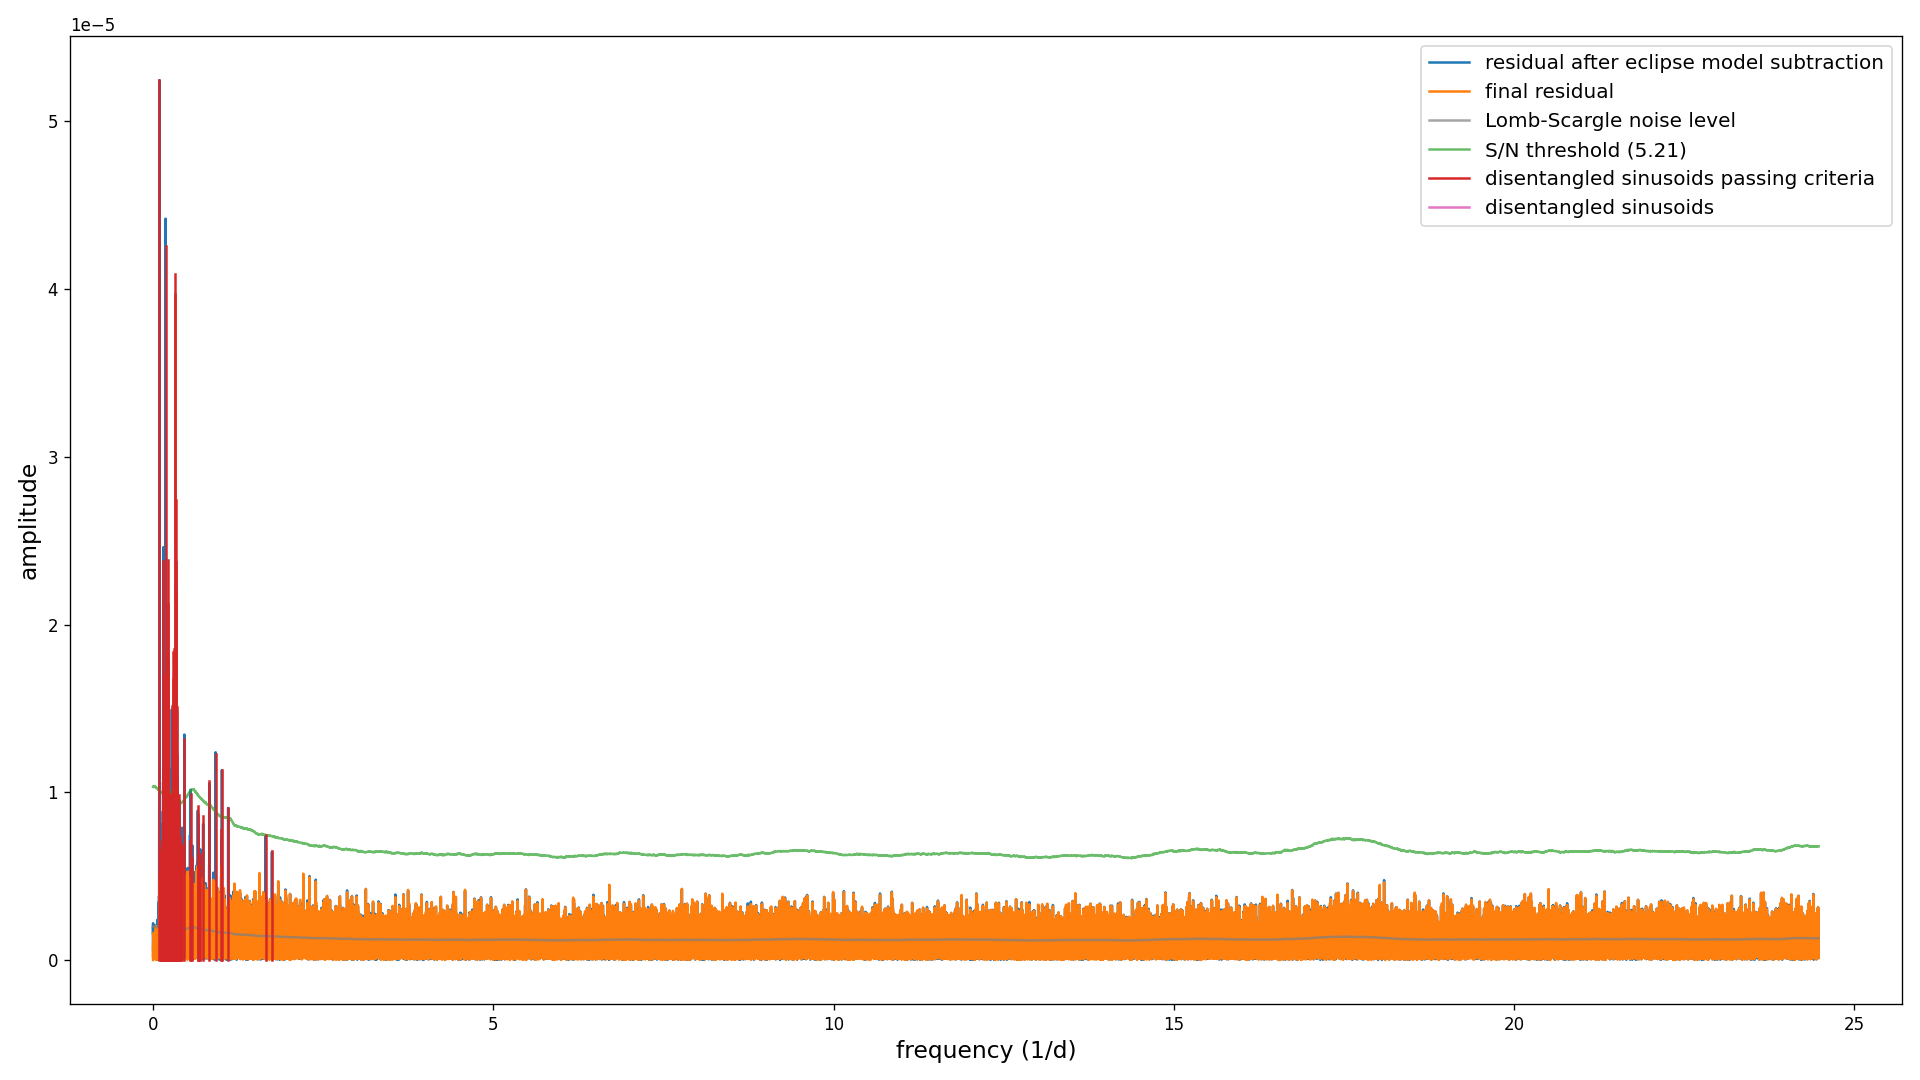 1e−5
residual after eclipse model subtraction
final residual
Lomb-Scargle noise level
S/N threshold (5.21)
disentangled sinusoids passing criteria
disentangled sinusoids
5
4
3
2
1
0
amplitude
0
5
10
15
20
25
frequency (1/d)